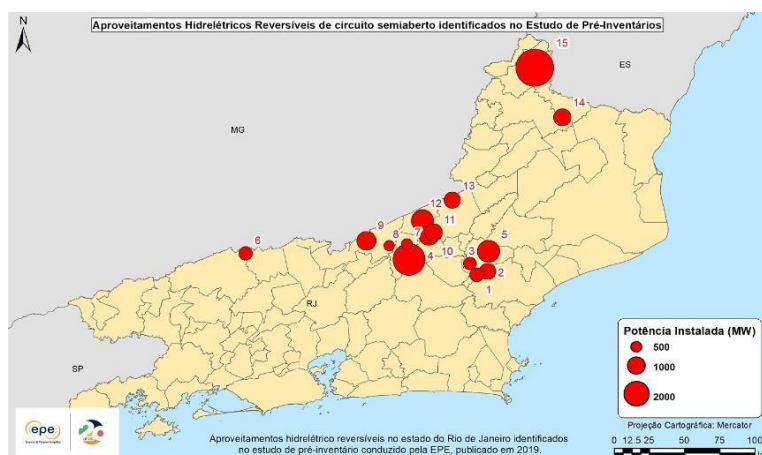 Aproveitamentos Hidrelétricos Reversíveis de circuito semiaberto identificados no Estudo de Pré-Inventários
N
15
ES
14
MG
13
12
11
9
8
7
10
5
6
4
3
2
1
RJ
SP
Potência Instalada (MW)
500
1000
2000
Projeção Cartográfica: Mercator
0 12.5 25 50 75 100
epe
Aproveitamentos hidrelétrico reversíveis no estado do Rio de Janeiro identificados
no estudo de pré-inventário conduzido pela EPE, publicado em 2019.